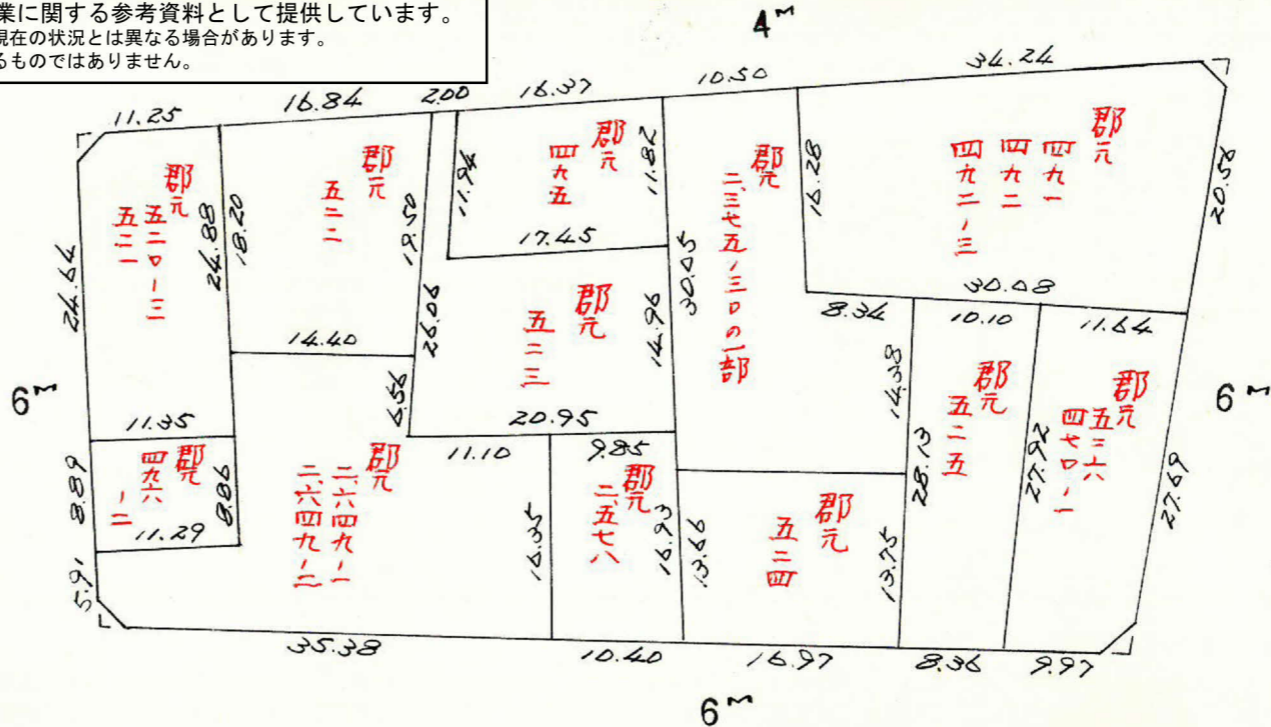 業に関する参考資料として提供しています。
現在の状況とは異なる場合があります。
るものではありません。
4ᵐ
11.25
16.84
2.00
16.37
10.50
34.24
郡元
五二〇-三
五二一
24.64
24.88
11.35
郡元
五二二
18.20
19.50
14.40
26.06
6.56
郡元
四九五
11.94
11.82
17.45
郡元
五二三
14.96
20.95
郡元
二、三七五-三〇の一部
30.05
16.28
8.34
14.38
郡元
四九一
四九二
四九二-三
20.56
30.08
10.10
11.64
郡元
四九六-二
8.89
8.86
11.29
5.91
郡元
二、六四九-一
二、六四九-二
11.10
16.35
9.85
郡元
二、五七八
16.93
13.66
郡元
五二四
13.75
郡元
五二五
28.13
27.92
郡元
五二六
四七〇-一
27.69
6ᵐ
6ᵐ
35.38
10.40
16.97
8.36
9.97
6ᵐ